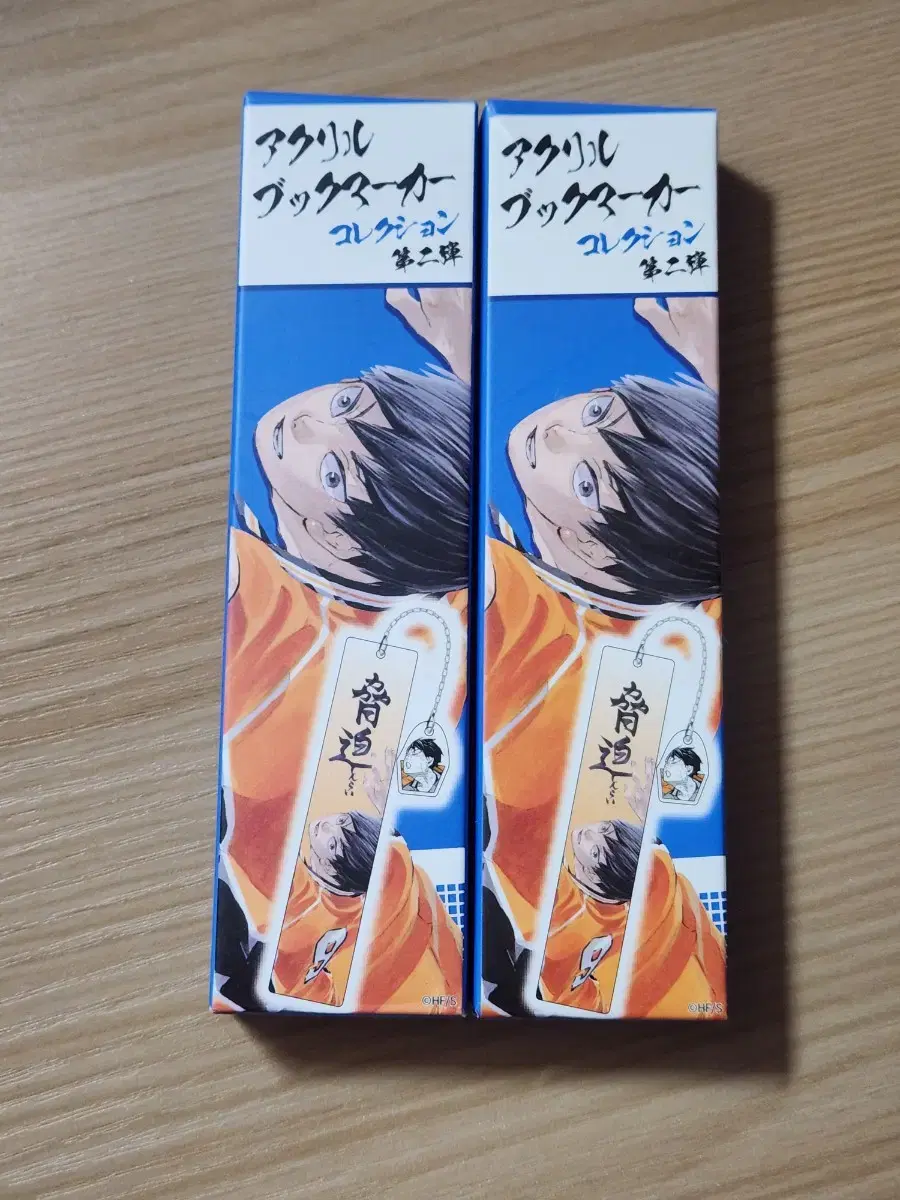 アクリル
ブックマーカー
コレクション
第二弾
脅
迫
©HF/S
アクリル
ブックマーカー
コレクション
第二弾
脅
迫
©HF/S